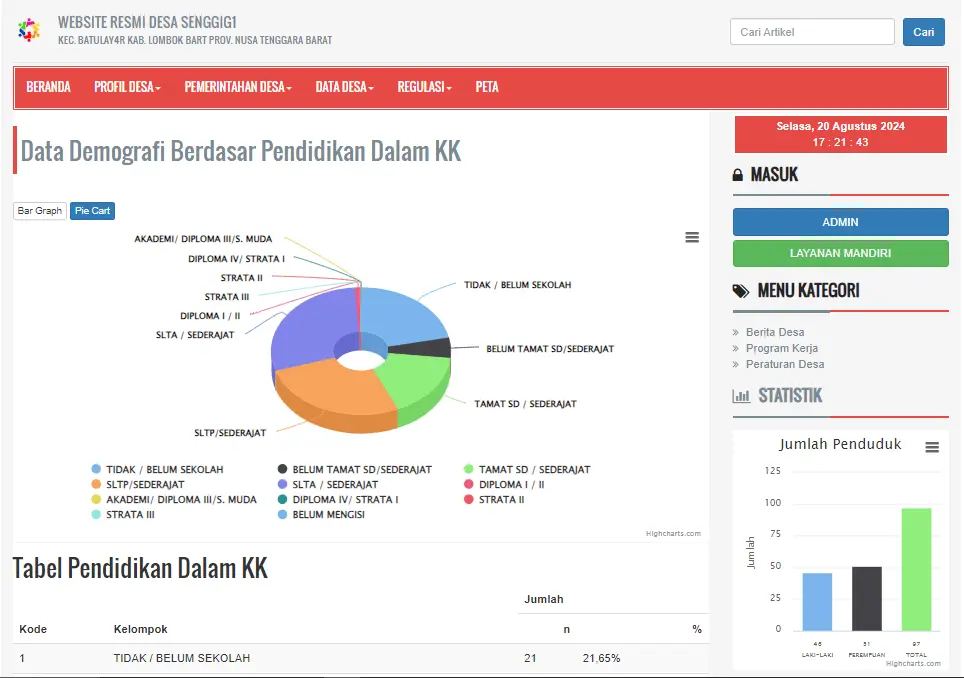 WEBSITE RESMI DESA SENGGIG1
KEC. BATULAY4R KAB. LOMBOK BART PROV. NUSA TENGGARA BARAT
Cari Artikel
Cari
BERANDA PROFIL DESA PEMERINTAHAN DESA DATA DESA REGULASI PETA
Data Demografi Berdasar Pendidikan Dalam KK
Bar Graph Pie Cart
AKADEMI/ DIPLOMA III/S. MUDA
DIPLOMA IV/ STRATA I
STRATA II
STRATA III
DIPLOMA I / II
SLTA / SEDERAJAT
SLTP/SEDERAJAT
TIDAK / BELUM SEKOLAH
BELUM TAMAT SD/SEDERAJAT
TAMAT SD / SEDERAJAT
TIDAK / BELUM SEKOLAH BELUM TAMAT SD/SEDERAJAT TAMAT SD / SEDERAJAT
SLTP/SEDERAJAT SLTA / SEDERAJAT DIPLOMA I / II
AKADEMI/ DIPLOMA III/S. MUDA DIPLOMA IV/ STRATA I STRATA II
STRATA III BELUM MENGISI
Highcharts.com
Tabel Pendidikan Dalam KK
Jumlah
Kode Kelompok n %
1 TIDAK / BELUM SEKOLAH 21 21,65%
Selasa, 20 Agustus 2024
17 : 21 : 43
MASUK
ADMIN
LAYANAN MANDIRI
MENU KATEGORI
» Berita Desa
» Program Kerja
» Peraturan Desa
STATISTIK
Jumlah Penduduk
Jumlah
125
100
75
50
25
0
46 51 97
LAKI-LAKI PEREMPUAN TOTAL
Highcharts.com